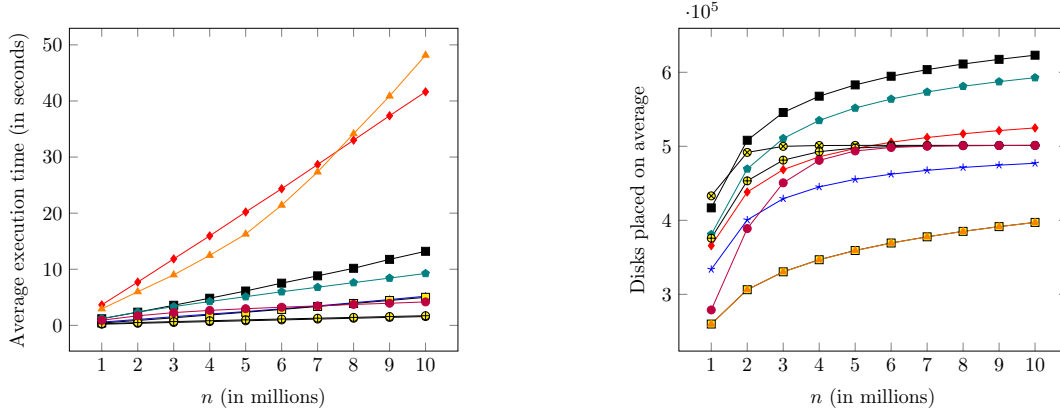 50
40
30
20
10
0
1 2 3 4 5 6 7 8 9 10
n (in millions)
Average execution time (in seconds)
·10⁵
6
5
4
3
1 2 3 4 5 6 7 8 9 10
n (in millions)
Disks placed on average